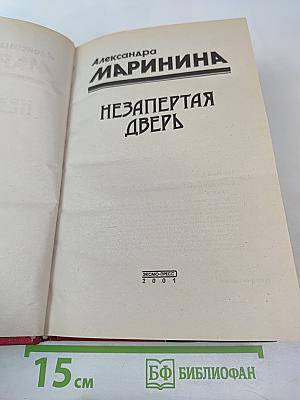 Александра
МАРИНИНА
НЕЗАПЕРТАЯ
ДВЕРЬ
ЭКСМО-ПРЕСС
2001
15 см
БФ БИБЛИОФАН